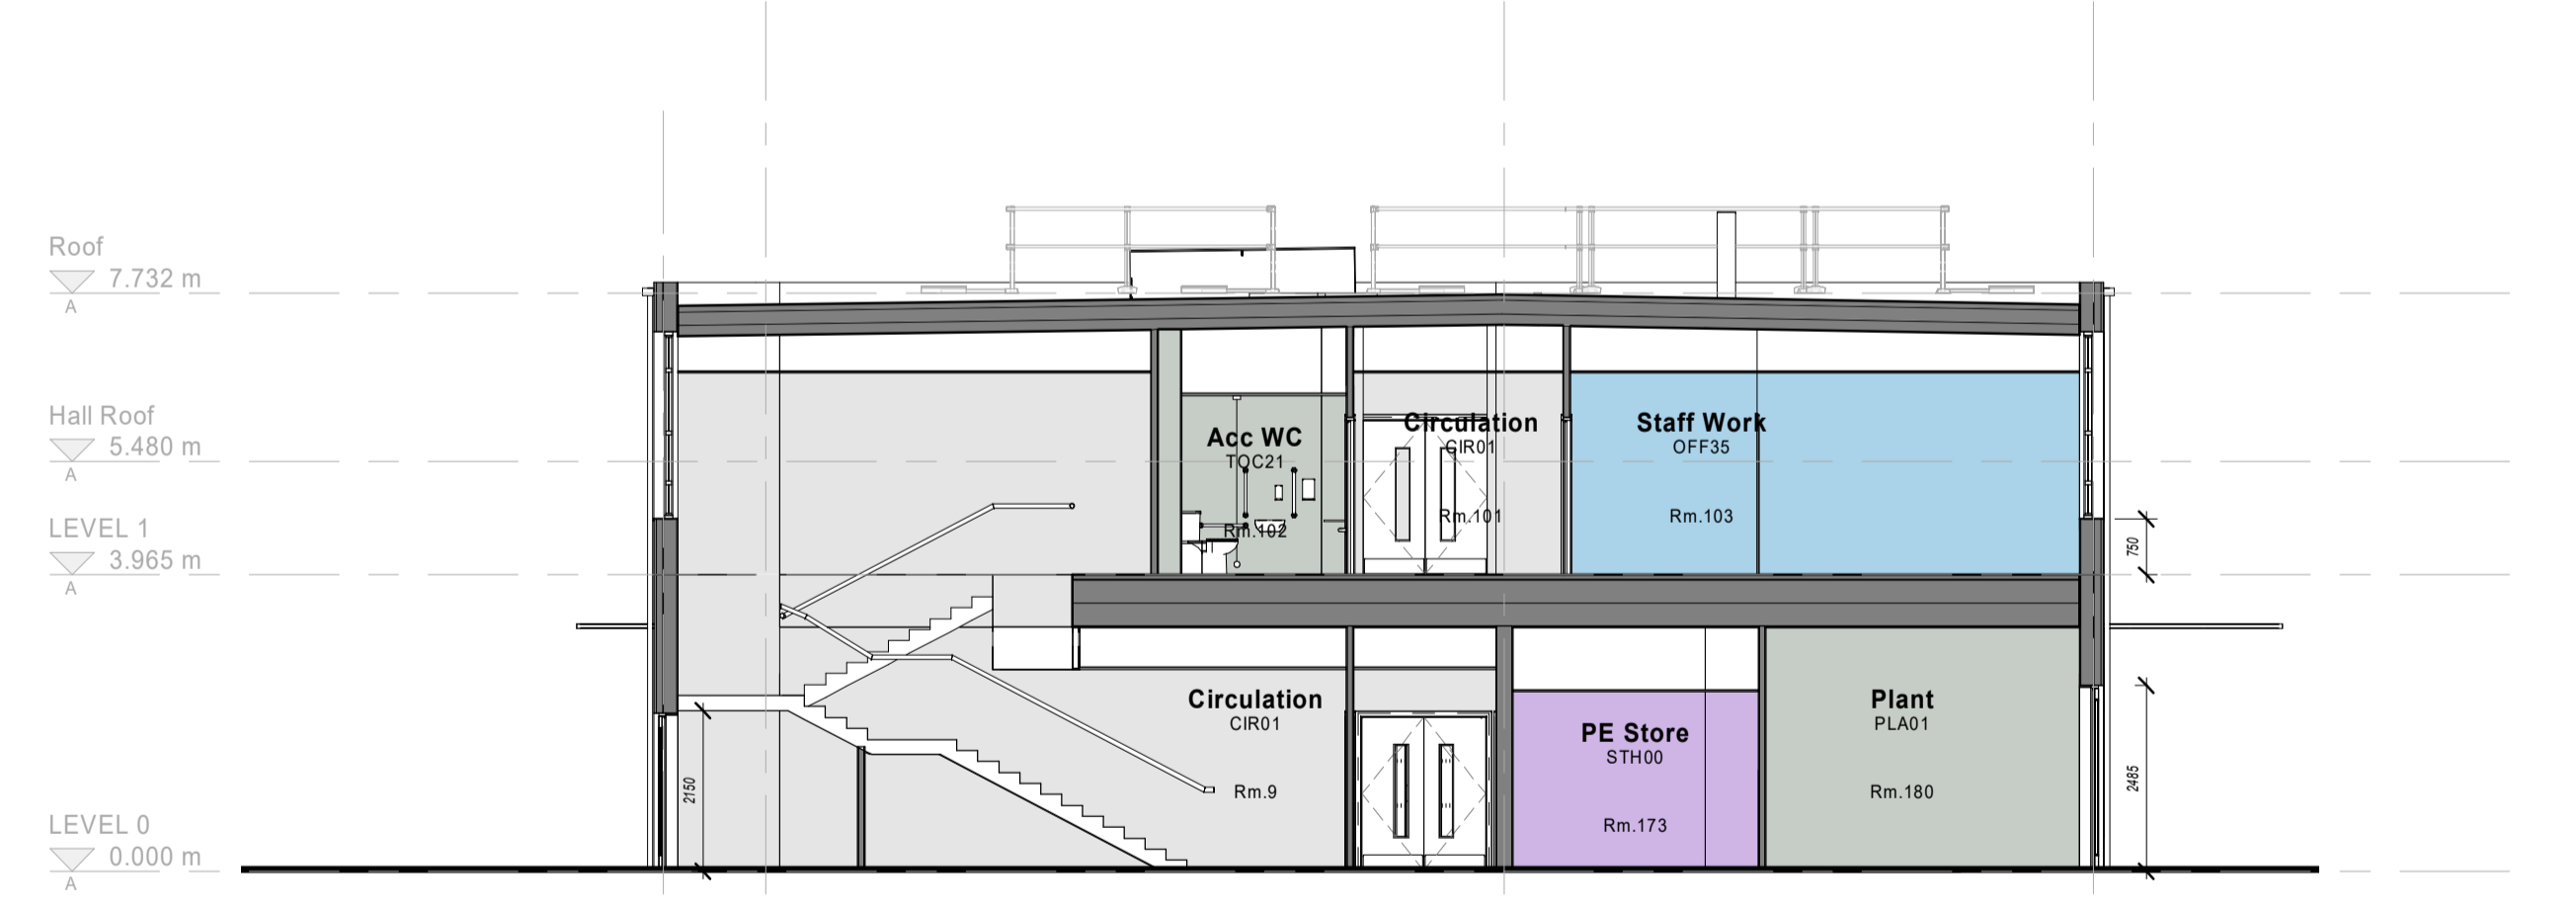 Roof
7.732 m
A
Hall Roof
5.480 m
A
LEVEL 1
3.965 m
A
LEVEL 0
0.000 m
A
Acc WC
TOC21
Rm.102
Circulation
CIR01
Rm.101
Staff Work
OFF35
Rm.103
750
Circulation
CIR01
Rm.9
PE Store
STH00
Rm.173
Plant
PLA01
Rm.180
2150
2485